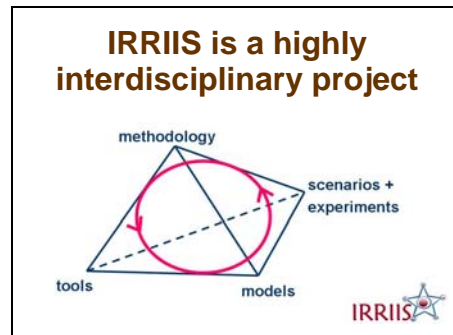 IRRIIS is a highly
interdisciplinary project
methodology
scenarios +
experiments
tools
models
IRRIIS